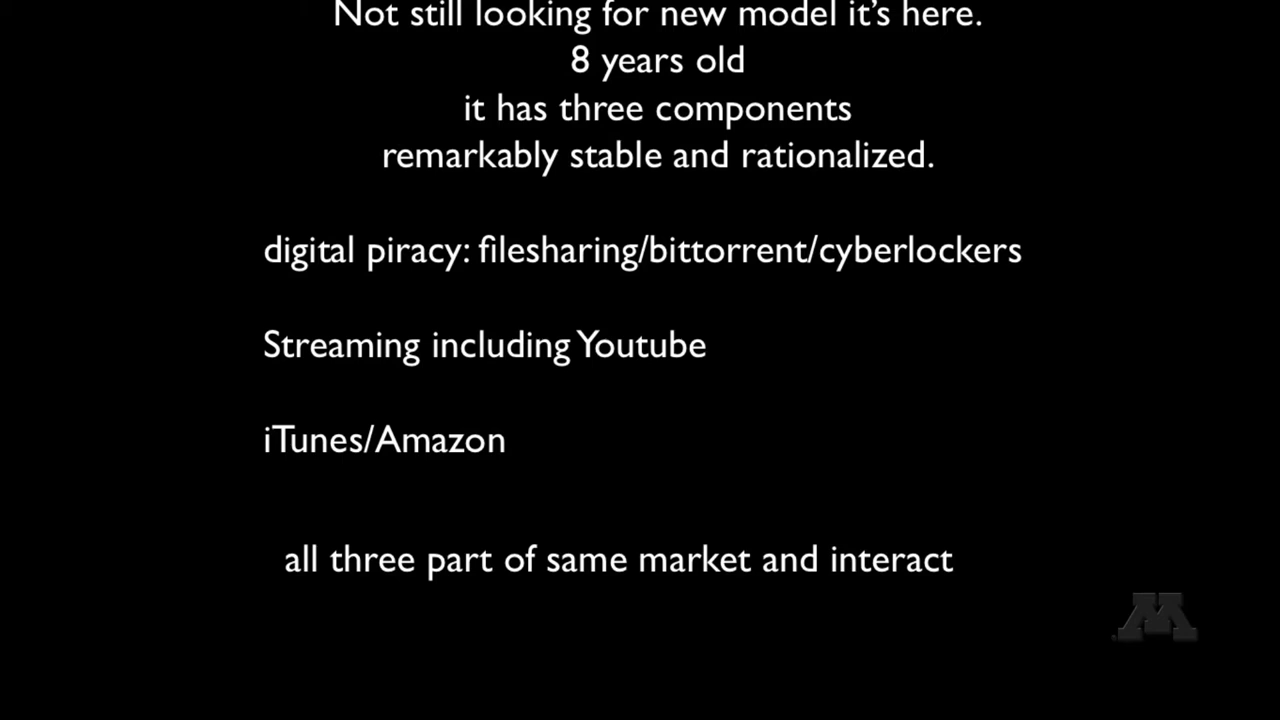 Not still looking for new model it's here.
8 years old
it has three components
remarkably stable and rationalized.
digital piracy: filesharing/bittorrent/cyberlockers
Streaming including Youtube
iTunes/Amazon
all three part of same market and interact
M